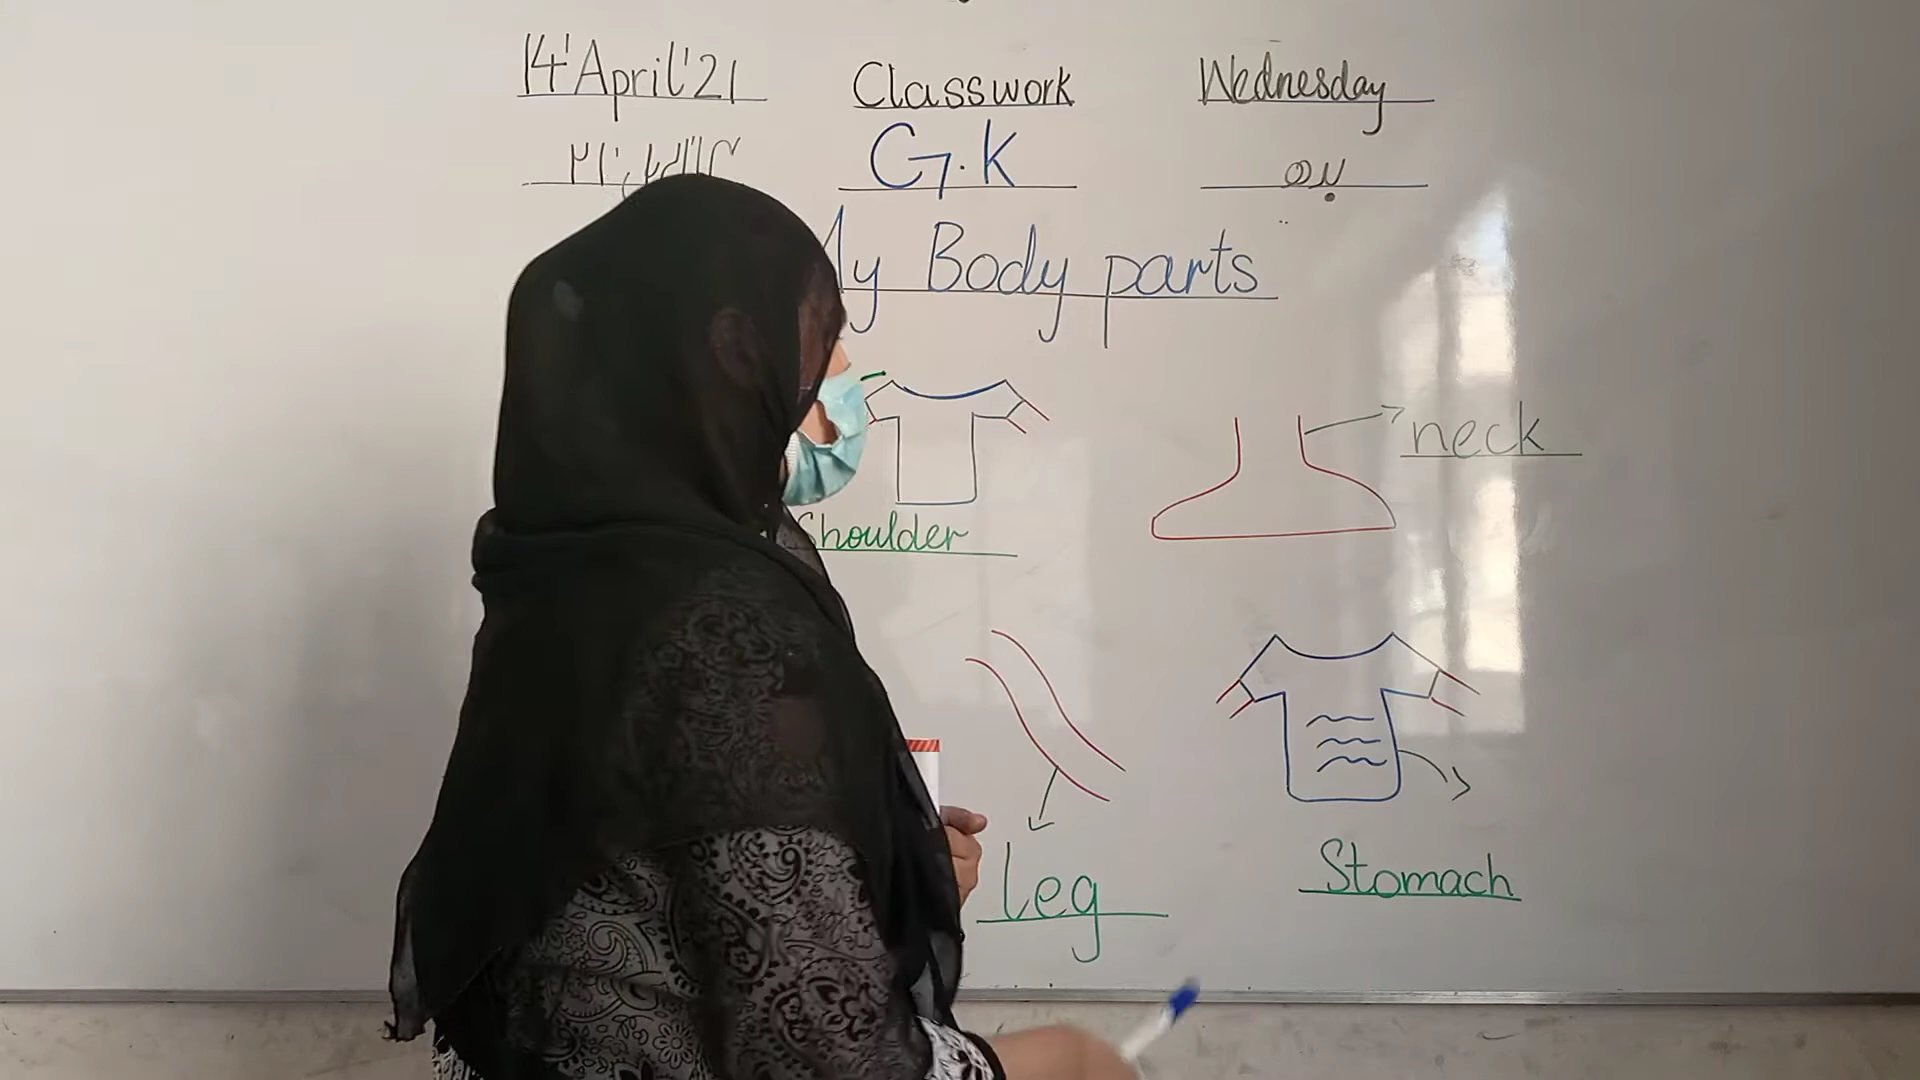 14'April'21 Classwork Wednesday
G.K بدھ
My Body parts
neck
Shoulder
leg
Stomach